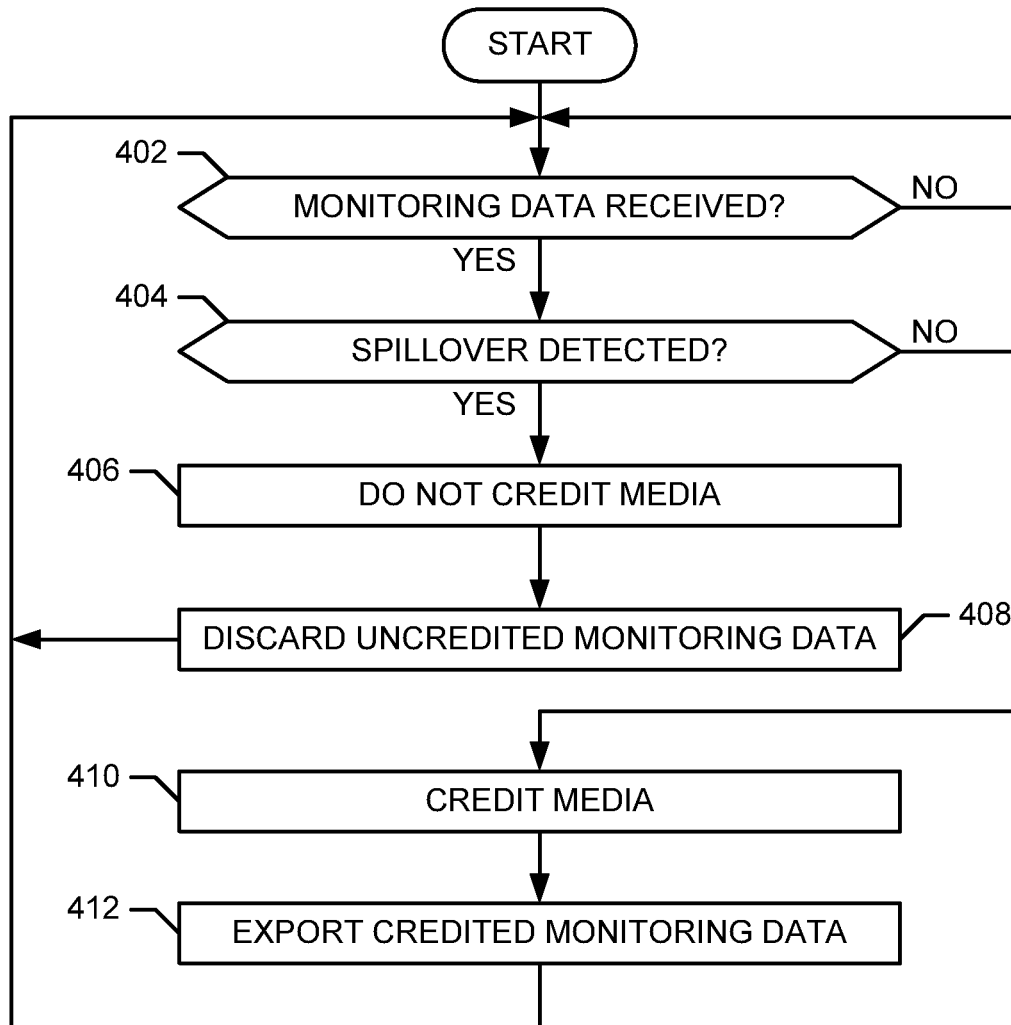 START
402
MONITORING DATA RECEIVED?
NO
YES
404
SPILLOVER DETECTED?
NO
YES
406
DO NOT CREDIT MEDIA
DISCARD UNCREDITED MONITORING DATA
408
410
CREDIT MEDIA
412
EXPORT CREDITED MONITORING DATA